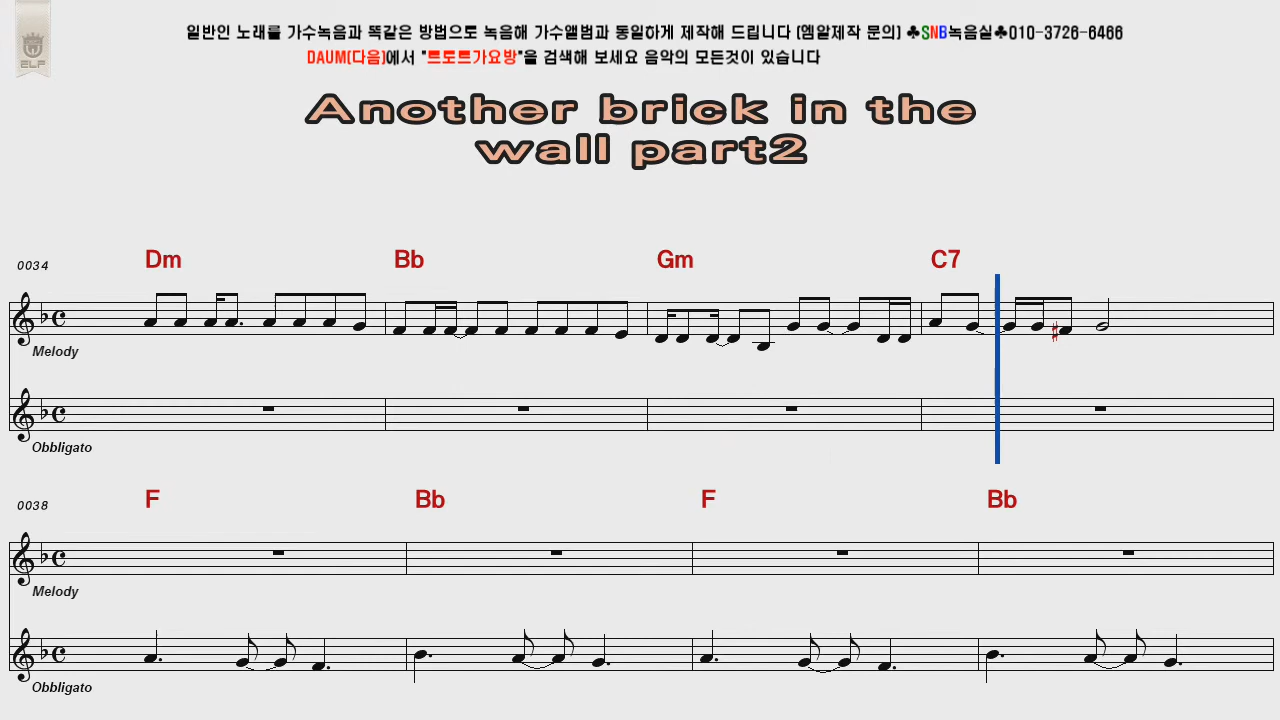 일반인 노래를 가수녹음과 똑같은 방법으로 녹음해 가수앨범과 동일하게 제작해 드립니다 (엠알제작 문의) ♣SNB녹음실♣010-3726-6466
DAUM(다음)에서 "트로트가요방"을 검색해 보세요 음악의 모든것이 있습니다
ELF
Another brick in the
wall part2
0034 Dm Bb Gm C7
Melody
Obbligato
0038 F Bb F Bb
Melody
Obbligato